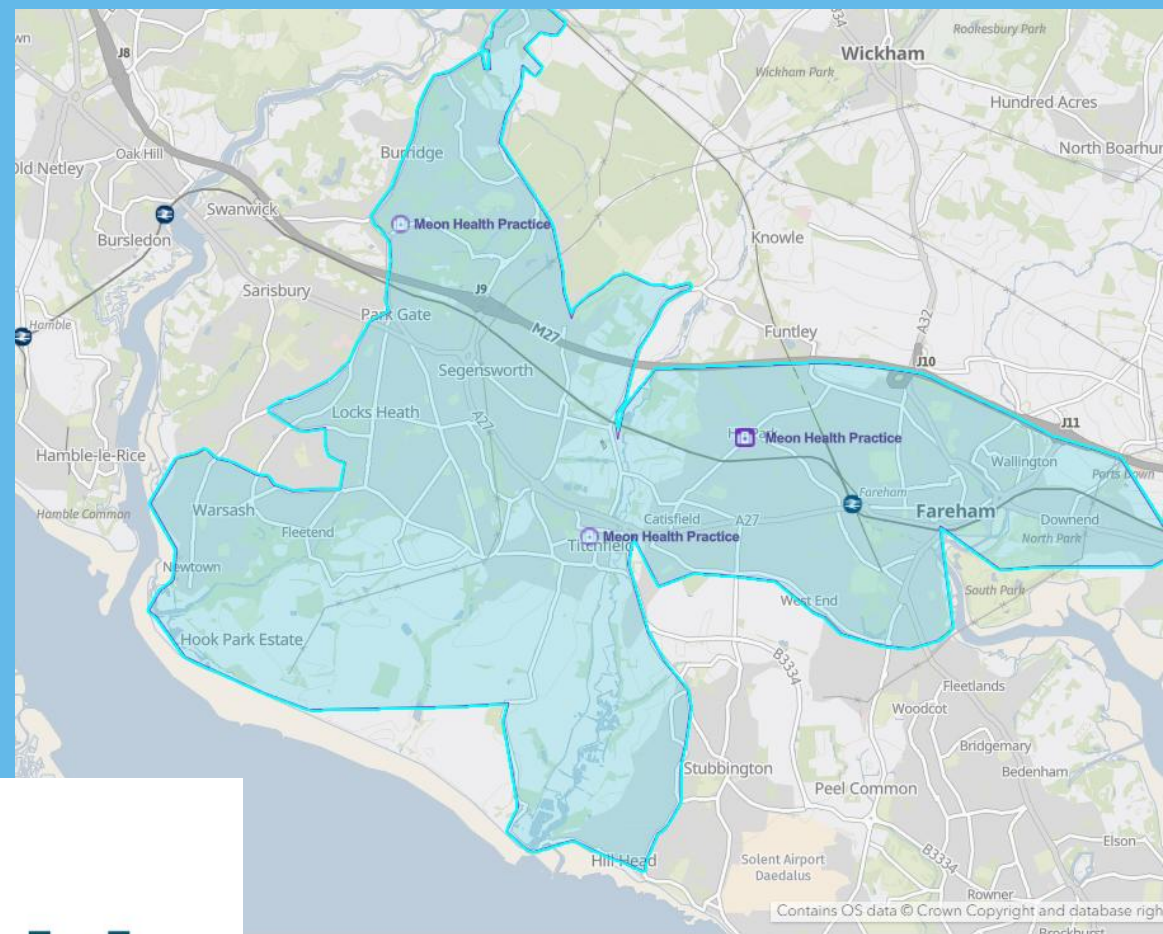 B3334
Rookesbury Park
J8
Wickham
Wickham Park
Hundred Acres
Oak Hill
Burridge
North Boarhun
Old Netley
Swanwick
Meon Health Practice
Bursledon
Knowle
Sarisbury
J9
Park Gate
A32
Hamble
M27
Funtley
J10
Segensworth
Locks Heath
A27
J11
Meon Health Practice
Hamble-le-Rice
Wallington
Ports Down
Fareham
Hamble Common
Warsash
Fareham
Catisfield
A27
Downend
Fleetend
Meon Health Practice
North Park
Titchfield
Newtown
South Park
West End
Hook Park Estate
B3334
Fleetlands
Woodcot
Bridgemary
Stubbington
Bedenham
Peel Common
Elson
Hill Head
Solent Airport
Daedalus
B3334
Rowner
Contains OS data © Crown Copyright and database righ
Brockhurst